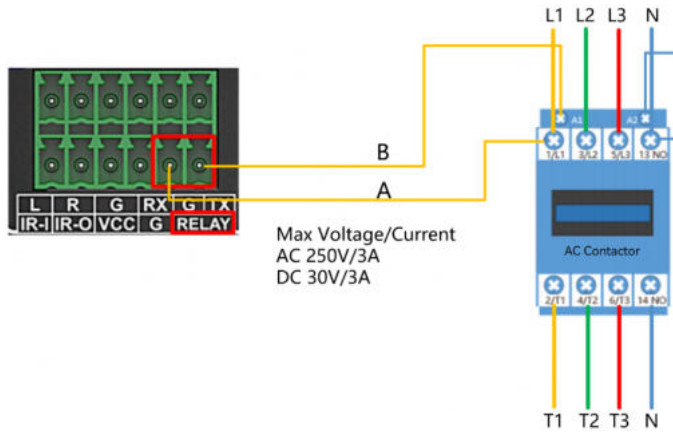 L1 L2 L3 N
A1 A2
1/L1 3/L2 5/L3 13 NO
B
A
L R G RX G TX
IR-I IR-O VCC G RELAY
Max Voltage/Current
AC 250V/3A
DC 30V/3A
AC Contactor
2/T1 4/T2 6/T3 14 NO
T1 T2 T3 N